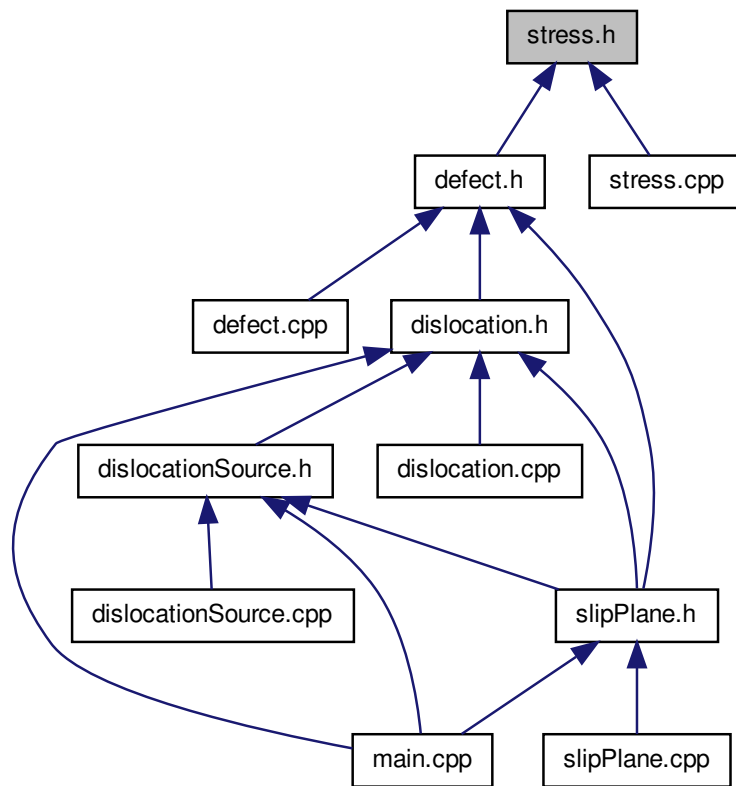 stress.h
defect.h
stress.cpp
defect.cpp
dislocation.h
dislocationSource.h
dislocation.cpp
dislocationSource.cpp
slipPlane.h
main.cpp
slipPlane.cpp